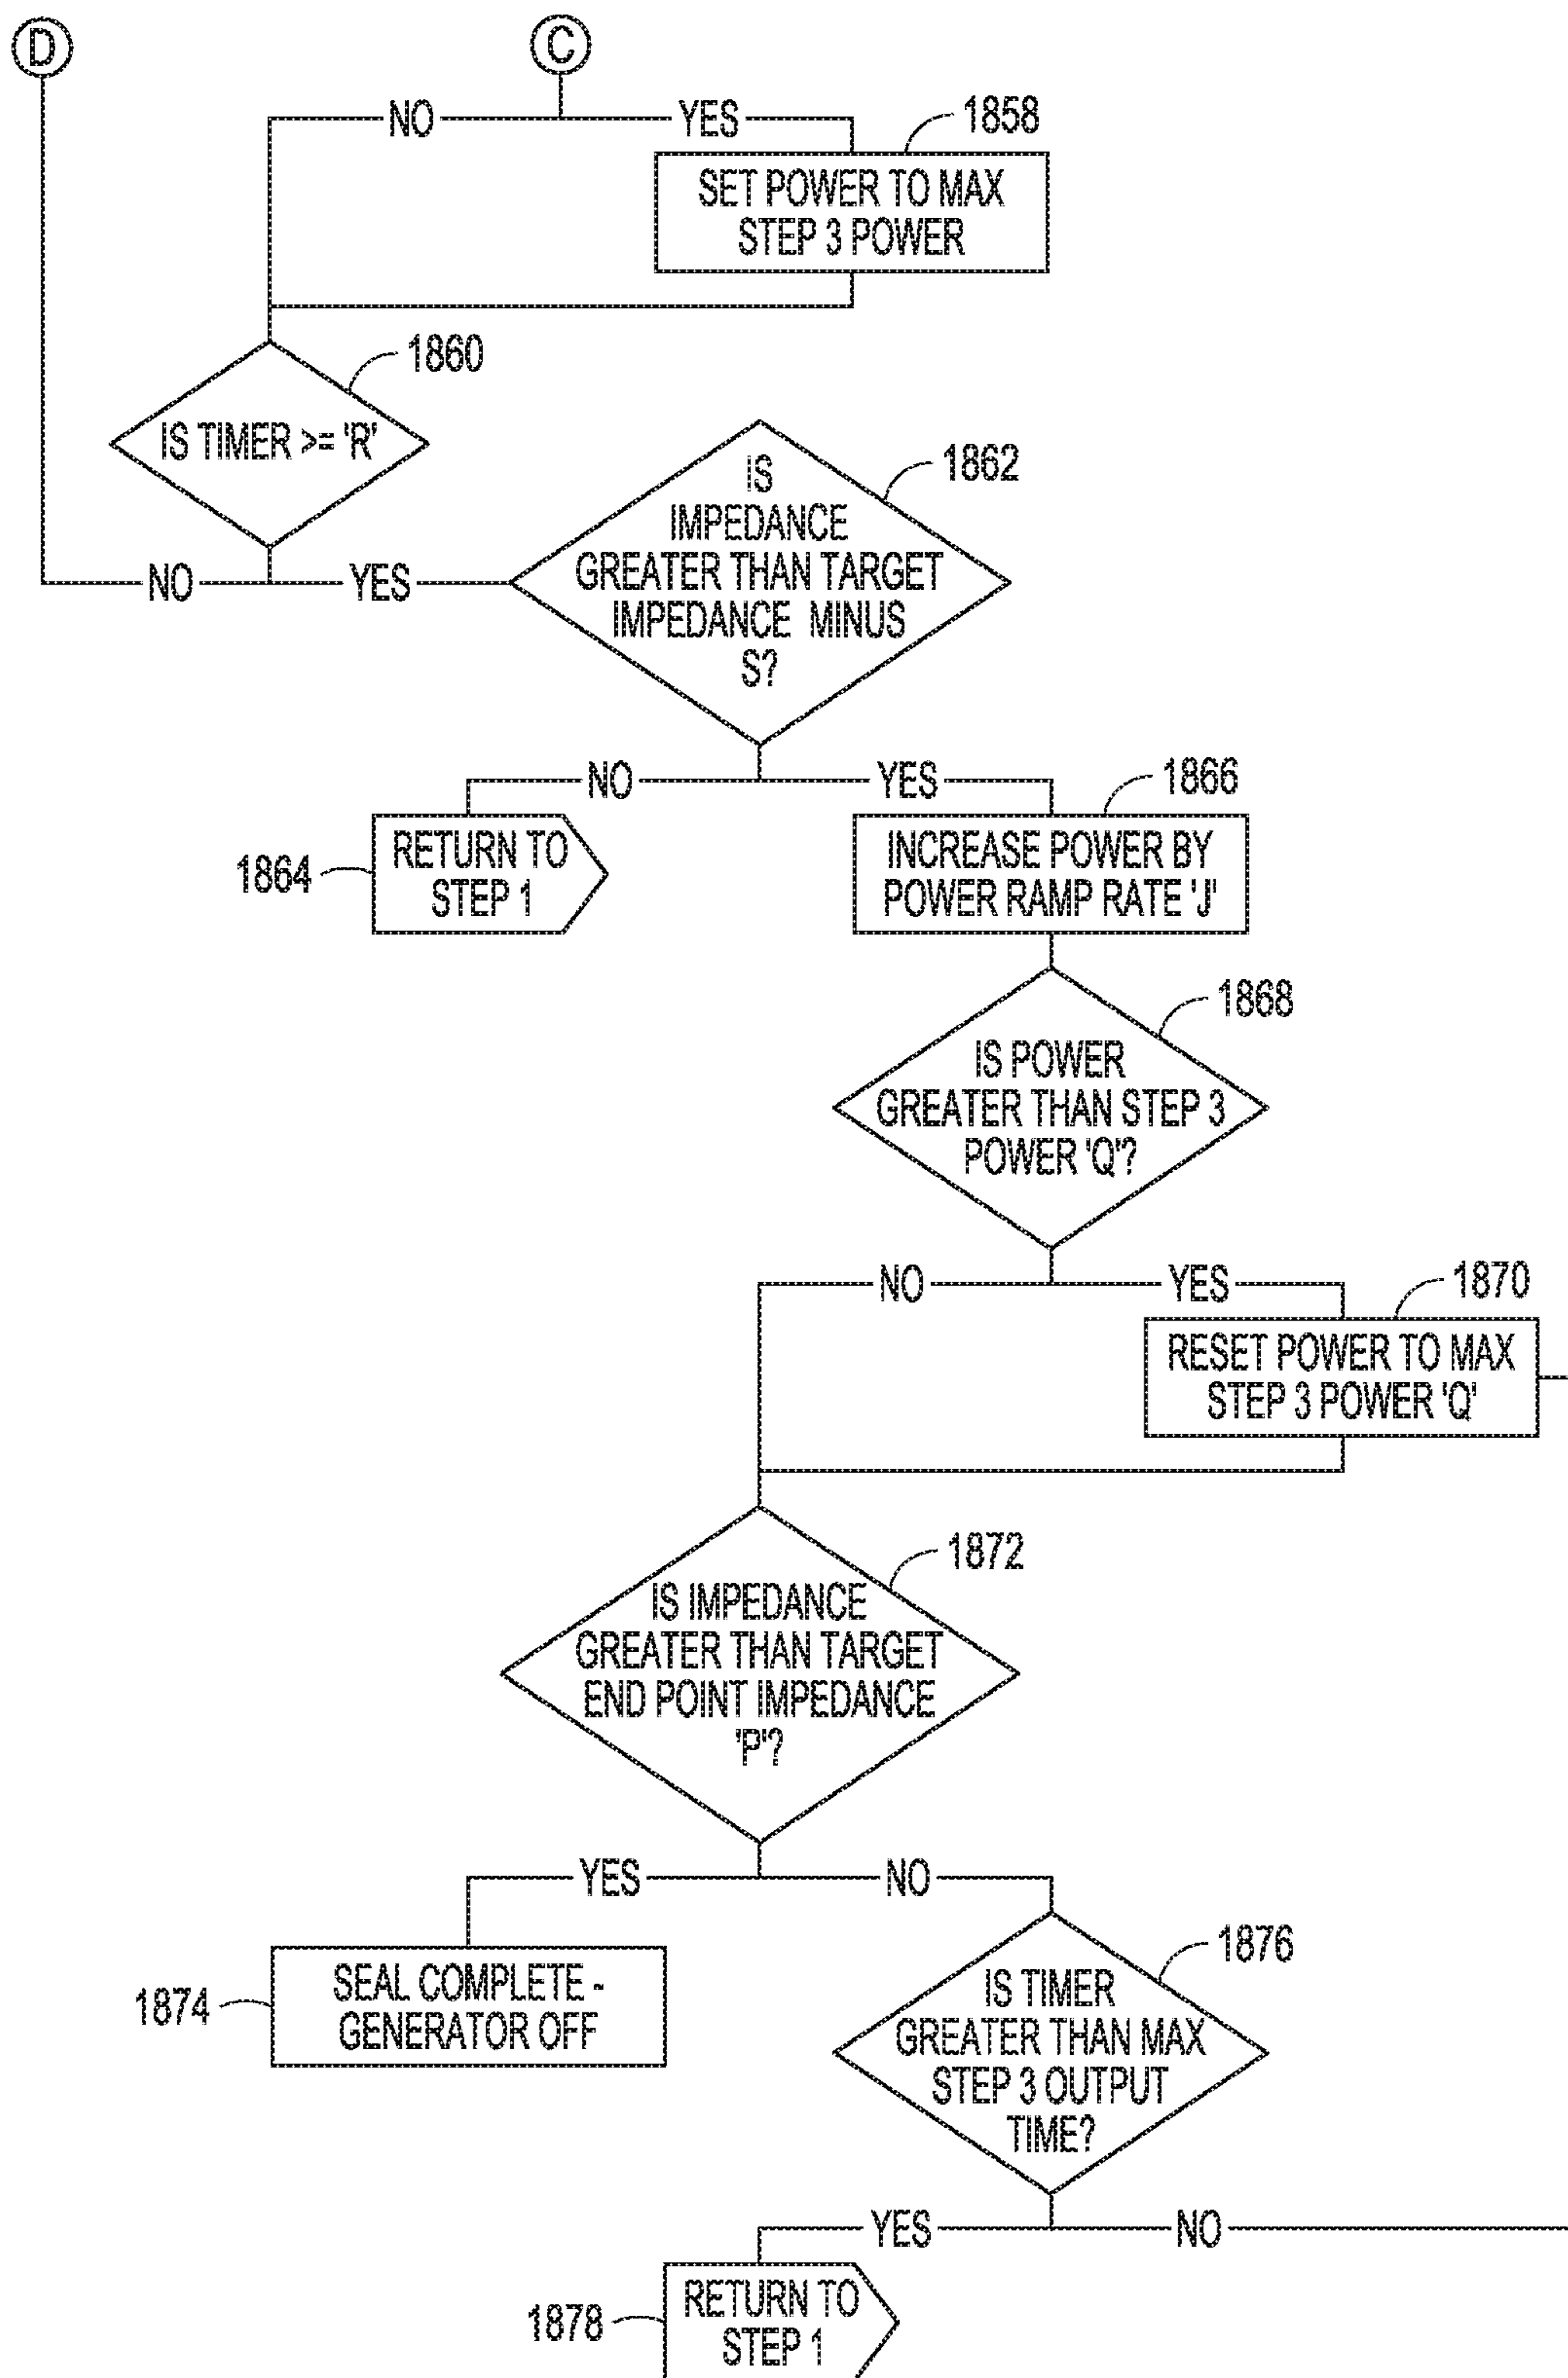 D
C
NO
YES
1858
SET POWER TO MAX
STEP 3 POWER
1860
IS TIMER >= 'R'
1862
IS
IMPEDANCE
GREATER THAN TARGET
IMPEDANCE MINUS
S?
NO
YES
NO
YES
1866
1864
RETURN TO
STEP 1
INCREASE POWER BY
POWER RAMP RATE 'J'
1868
IS POWER
GREATER THAN STEP 3
POWER 'Q'?
NO
YES
1870
RESET POWER TO MAX
STEP 3 POWER 'Q'
1872
IS IMPEDANCE
GREATER THAN TARGET
END POINT IMPEDANCE
'P'?
YES
NO
1874
SEAL COMPLETE -
GENERATOR OFF
1876
IS TIMER
GREATER THAN MAX
STEP 3 OUTPUT
TIME?
YES
NO
1878
RETURN TO
STEP 1